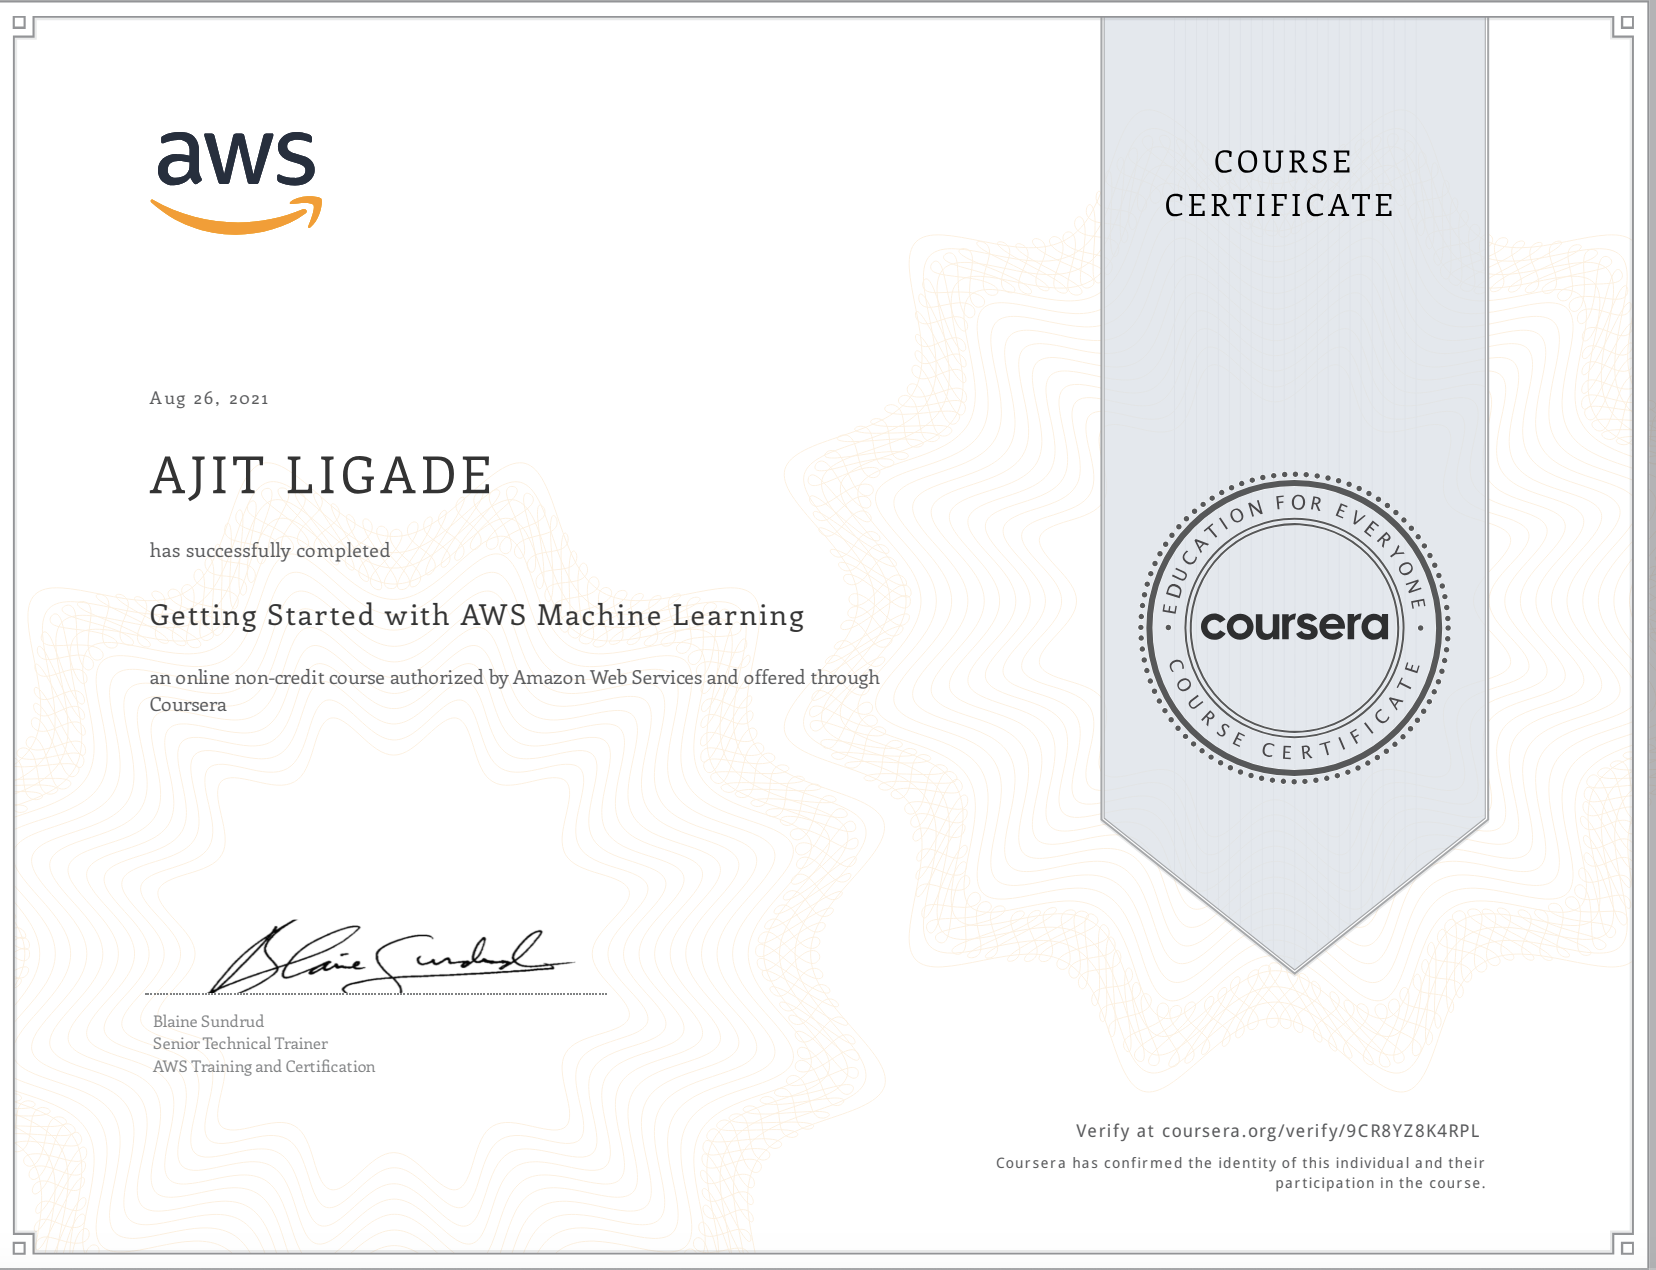 aws
COURSE
CERTIFICATE
Aug 26, 2021
AJIT LIGADE
has successfully completed
Getting Started with AWS Machine Learning
an online non-credit course authorized by Amazon Web Services and offered through
Coursera
EDUCATION FOR EVERYONE
coursera
COURSE CERTIFICATE
Blaine Sundrud
Blaine Sundrud
Senior Technical Trainer
AWS Training and Certification
Verify at coursera.org/verify/9CR8YZ8K4RPL
Coursera has confirmed the identity of this individual and their
participation in the course.